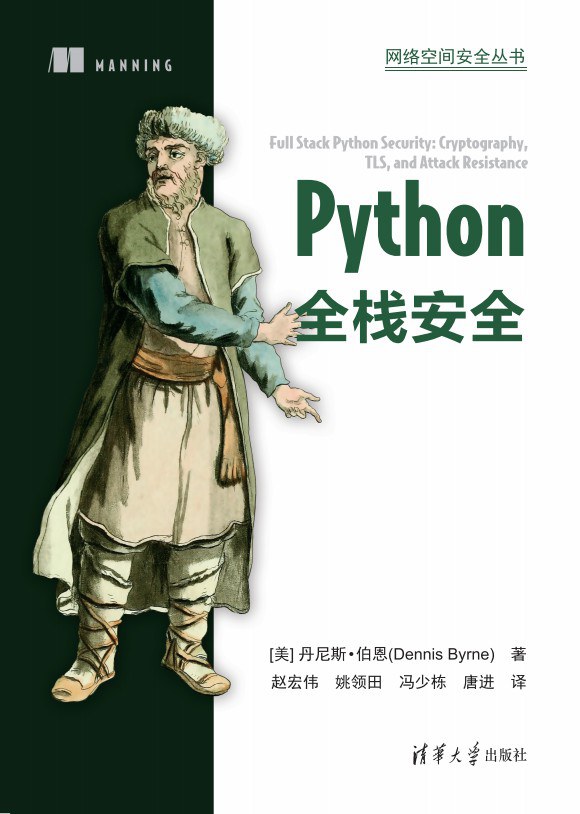 MANNING
网络空间安全丛书
Full Stack Python Security: Cryptography,
TLS, and Attack Resistance
Python
全栈安全
[美] 丹尼斯·伯恩(Dennis Byrne) 著
赵宏伟 姚领田 冯少栋 唐进 译
清华大学出版社